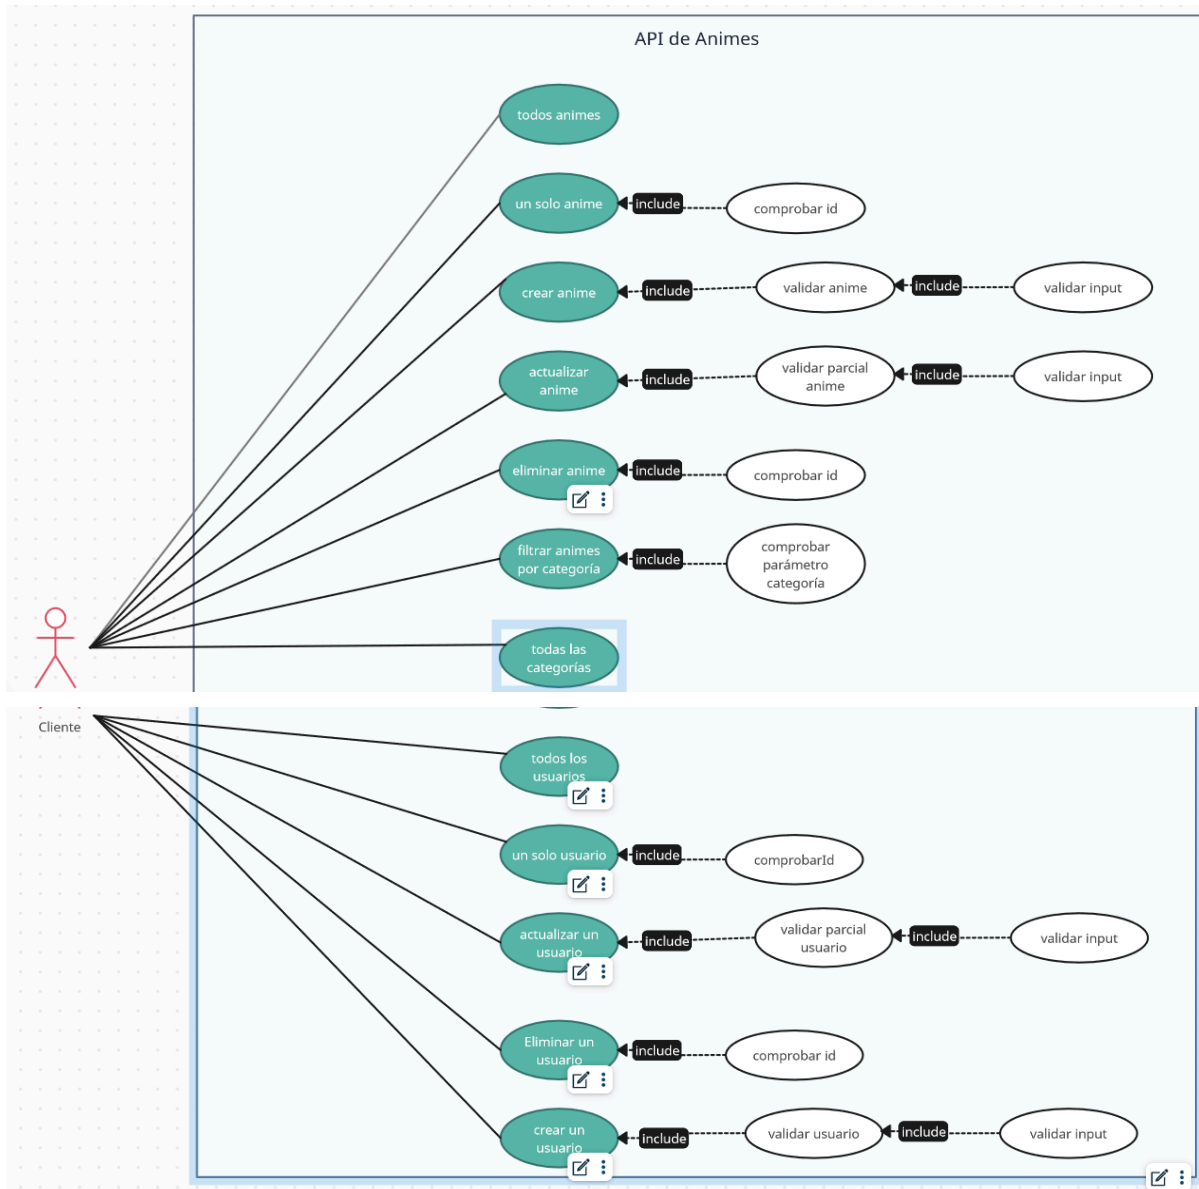 API de Animes
todos animes
un solo anime
include
comprobar id
crear anime
include
validar anime
include
validar input
actualizar
anime
include
validar parcial
anime
include
validar input
eliminar anime
include
comprobar id
filtrar animes
por categoría
include
comprobar
parámetro
categoría
todas las
categorías
Cliente
todos los
usuarios
un solo usuario
include
comprobarId
actualizar un
usuario
include
validar parcial
usuario
include
validar input
Eliminar un
usuario
include
comprobar id
crear un
usuario
include
validar usuario
include
validar input